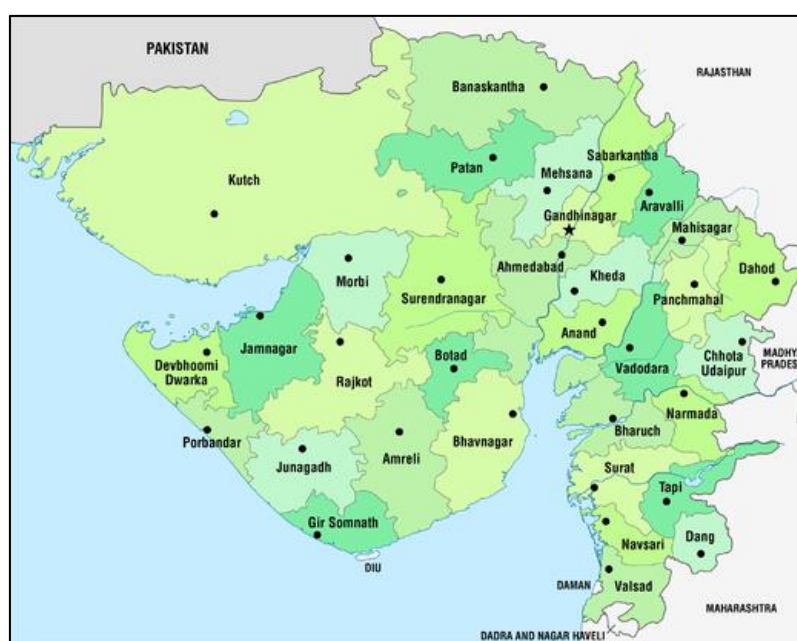 PAKISTAN
RAJASTHAN
Banaskantha
Patan
Sabarkantha
Mehsana
Kutch
Aravalli
Gandhinagar
Mahisagar
Ahmedabad
Dahod
Morbi
Kheda
Surendranagar
Panchmahal
Anand
Jamnagar
Botad
Devbhoomi
Dwarka
Rajkot
Vadodara
Chhota
Udaipur
MADHY
PRADES
Narmada
Porbandar
Bhavnagar
Bharuch
Junagadh
Amreli
Surat
Tapi
Gir Somnath
Dang
Navsari
DIU
DAMAN
Valsad
MAHARASHTRA
DADRA AND NAGAR HAVELI